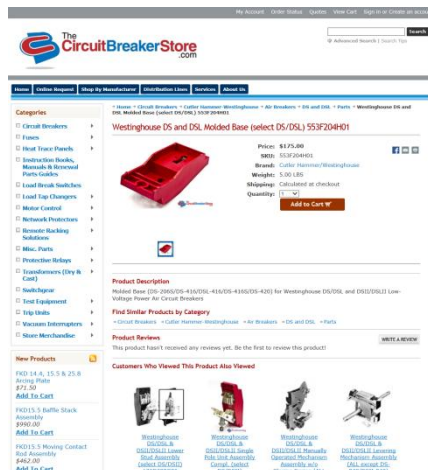 My Account  Order Status  Quotes  View Cart  Sign in or Create an account
The
CircuitBreakerStore
.com
Search
Advanced Search | Search Tips
Home  Online Request  Shop By Manufacturer  Distribution Lines  Services  About Us
Categories
Circuit Breakers
Fuses
Heat Trace Panels
Instruction Books,
Manuals & Renewal
Parts Guides
Load Break Switches
Load Tap Changers
Motor Control
Network Protectors
Remote Racking
Solutions
Misc. Parts
Protective Relays
Transformers (Dry &
Cast)
Switchgear
Test Equipment
Trip Units
Vacuum Interrupters
Store Merchandise
New Products
FKD 14.4, 15.5 & 25.8
Arcing Plate
$71.50
Add To Cart
FKD15.5 Baffle Stack
Assembly
$990.00
Add To Cart
FKD15.5 Moving Contact
Rod Assembly
$462.00
Add To Cart
Home » Circuit Breakers » Cutler Hammer-Westinghouse » Air Breakers » DS and DSL » Parts » Westinghouse DS and
DSL Molded Base (select DS/DSL) 553F204H01
Westinghouse DS and DSL Molded Base (select DS/DSL) 553F204H01
Price: $175.00
SKU: 553F204H01
Brand: Cutler Hammer/Westinghouse
Weight: 5.00 LBS
Shipping: Calculated at checkout
Quantity: 1
Add to Cart
Product Description
Molded Base (DS-206S/DS-416/DSL-416/DS-416S/DS-420) for Westinghouse DS/DSL, and DSII/DSLII Low-
Voltage Power Air Circuit Breakers
Find Similar Products by Category
Circuit Breakers  Cutler Hammer-Westinghouse  Air Breakers  DS and DSL  Parts
Product Reviews
WRITE A REVIEW
This product hasn't received any reviews yet. Be the first to review this product!
Customers Who Viewed This Product Also Viewed
Westinghouse
DS/DSL &
DSII/DSLII Lower
Stud Assembly
(select DS/DSII)
Westinghouse
DS/DSL &
DSII/DSLII Single
Pole Unit Assembly
Compl. (select
Westinghouse
DS/DSL &
DSII/DSLII Manually
Operated Mechanism
Assembly w/o
Westinghouse
DS/DSL &
DSII/DSLII Levering
Mechanism Assembly
(ALL except DS-